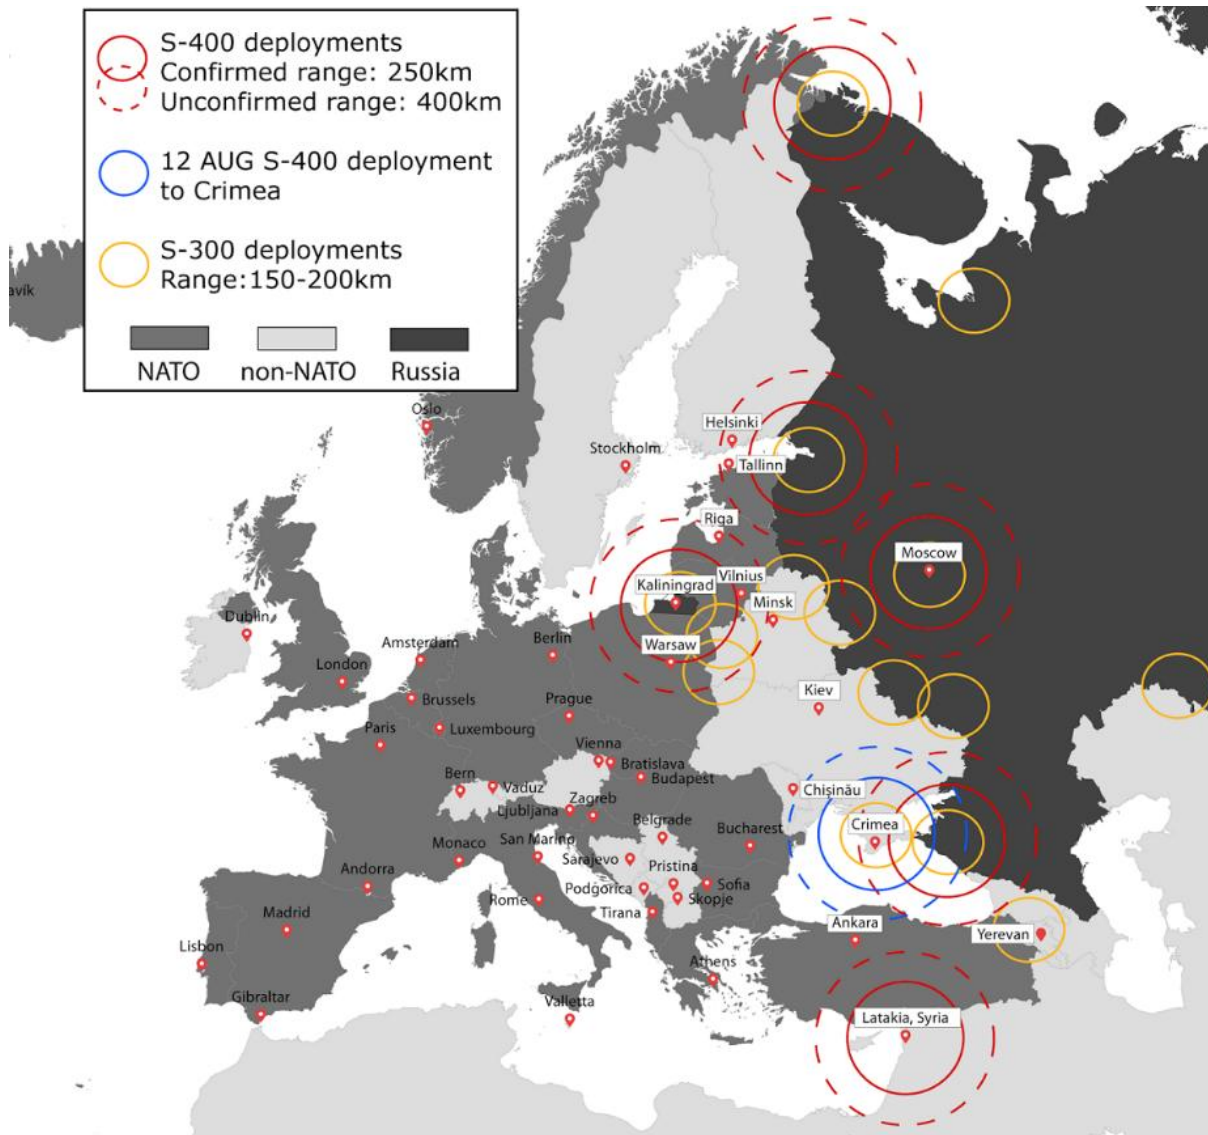 S-400 deployments
Confirmed range: 250km
Unconfirmed range: 400km
12 AUG S-400 deployment
to Crimea
S-300 deployments
Range:150-200km
NATO non-NATO Russia
avík
Oslo
Helsinki
Stockholm
Tallinn
Riga
Moscow
Kaliningrad
Vilnius
Minsk
Dublin
Amsterdam
Berlin
Warsaw
London
Brussels
Prague
Kiev
Paris
Luxembourg
Vienna
Bratislava
Budapest
Bern
Vaduz
Chișinău
Ljubljana
Zagreb
Belgrade
Bucharest
Crimea
Monaco
San Marino
Sarajevo
Pristina
Andorra
Podgorica
Sofia
Rome
Skopje
Tirana
Madrid
Ankara
Yerevan
Lisbon
Athens
Gibraltar
Valletta
Latakia, Syria